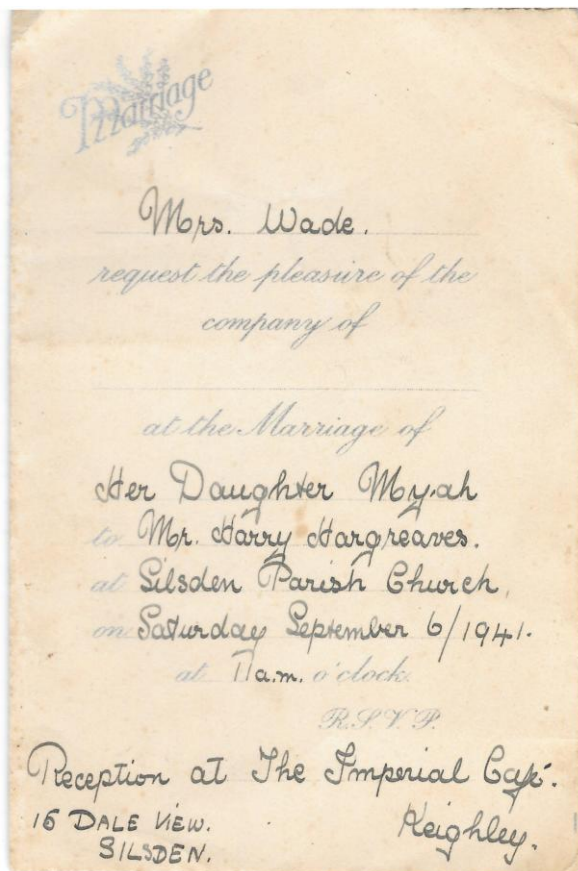 Marriage
Mrs. Wade.
request the pleasure of the
company of
at the Marriage of
Her Daughter Myah
to Mr. Harry Hargreaves.
at Silsden Parish Church,
on Saturday September 6/1941.
at 11 a.m. o'clock.
R.S.V.P.
Reception at The Imperial Café.
Keighley.
16 DALE VIEW.
SILSDEN.